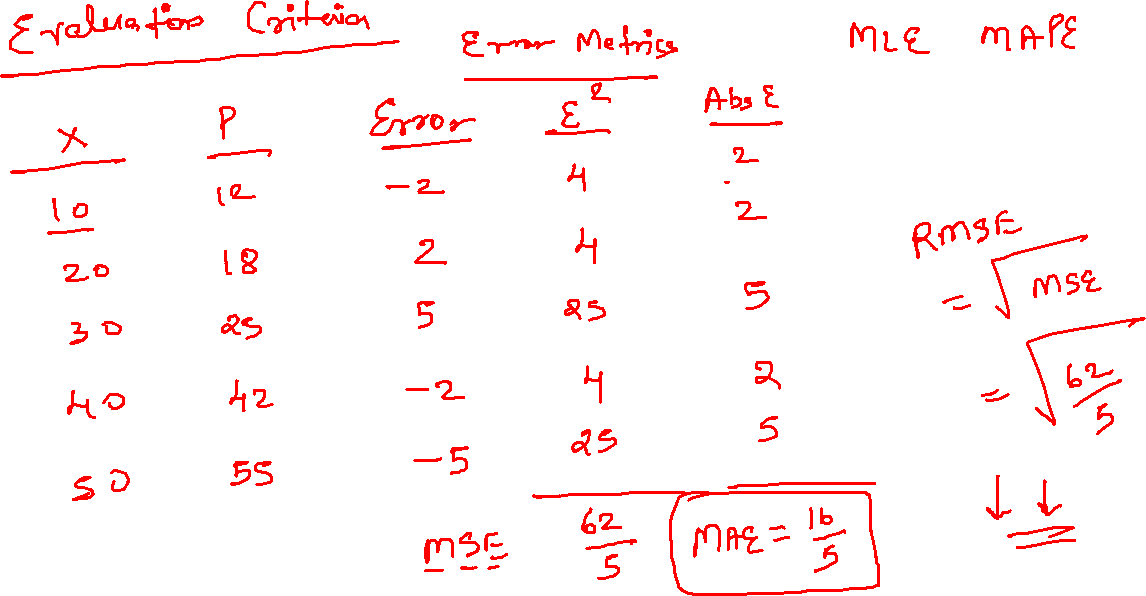 Evaluation Criteria
Error Metrics MLE MAPE
X P Error E² Abs E
10 12 -2 4 2
20 18 2 4 2
30 25 5 25 5
40 42 -2 4 2
50 55 -5 25 5
MSE 62/5 MAE = 16/5
RMSE
= √MSE
= √62/5
↓ ↓